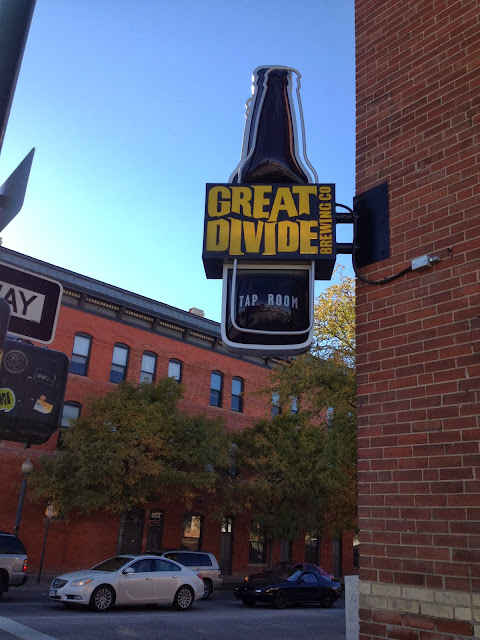 GREAT
DIVIDE
BREWING CO
TAP ROOM
WAY